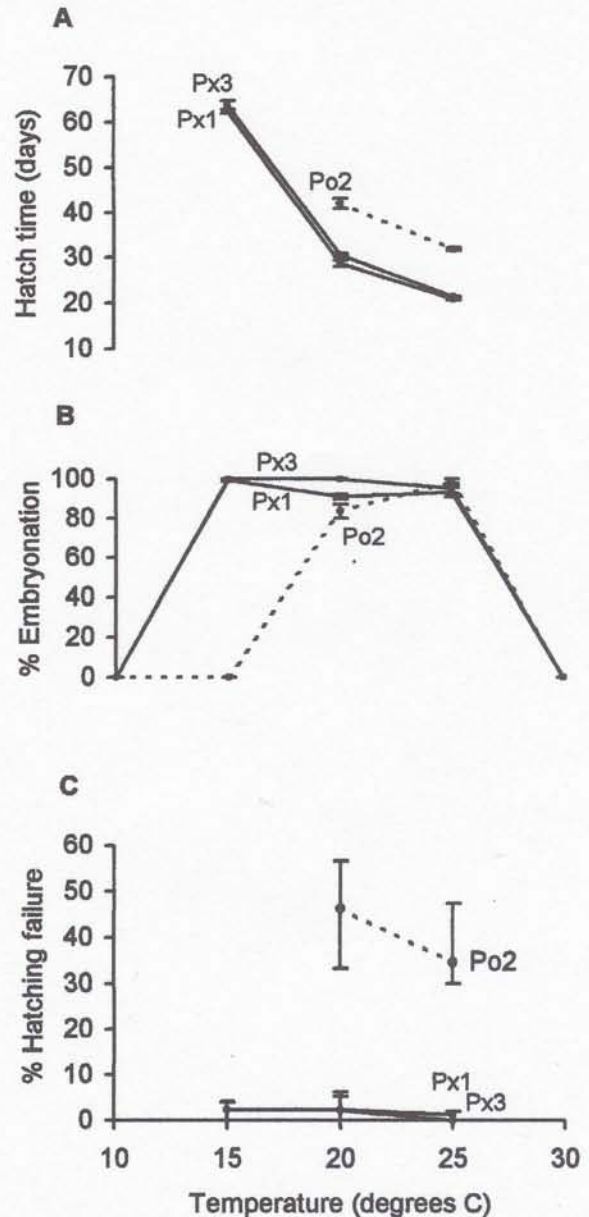 A
70
60
50
40
30
20
10
Hatch time (days)
Px3
Px1
Po2
B
100
80
60
40
20
0
% Embryonation
Px3
Px1
Po2
C
60
50
40
30
20
10
0
% Hatching failure
Po2
Px1
Px3
10 15 20 25 30
Temperature (degrees C)